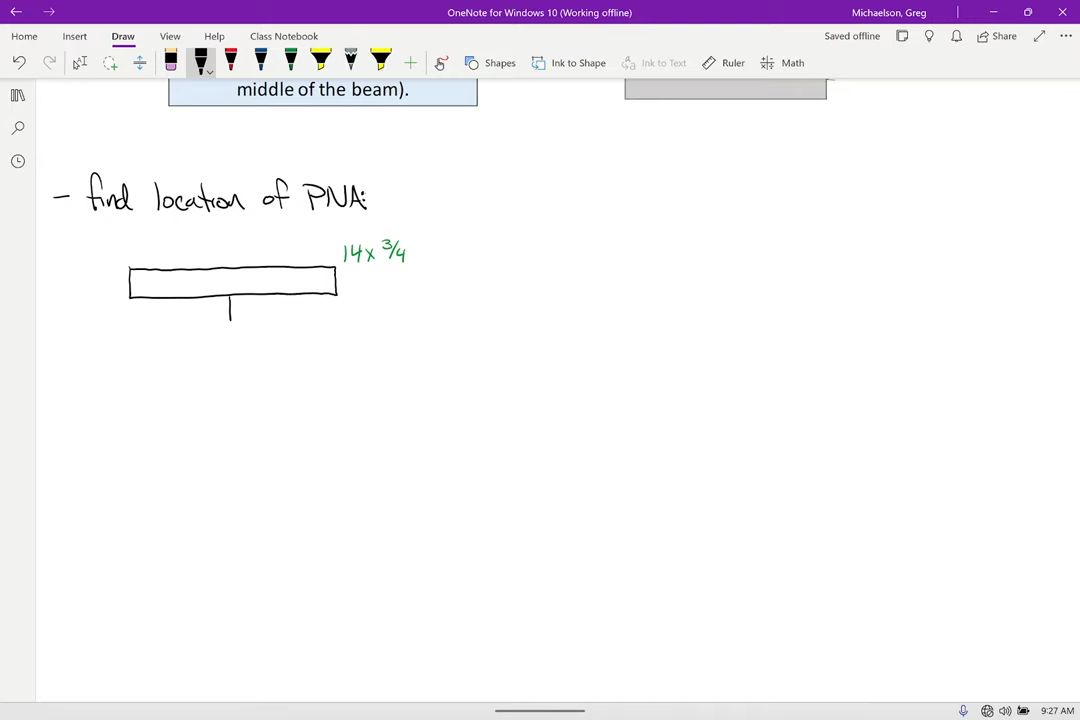 OneNote for Windows 10 (Working offline)
Michaelson, Greg
Home Insert Draw View Help Class Notebook
Saved offline
Share
Shapes
Ink to Shape
Ink to Text
Ruler
Math
middle of the beam).
- find location of PNA:
14 x 3/4
9:27 AM